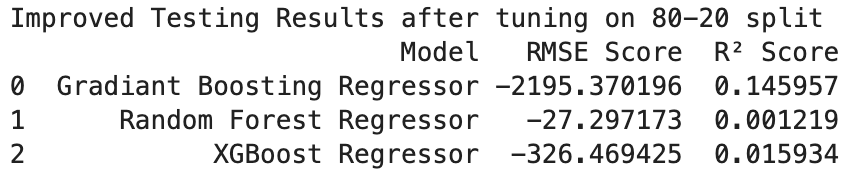 Improved Testing Results after tuning on 80-20 split
Model RMSE Score R² Score
0 Gradiant Boosting Regressor -2195.370196 0.145957
1 Random Forest Regressor -27.297173 0.001219
2 XGBoost Regressor -326.469425 0.015934